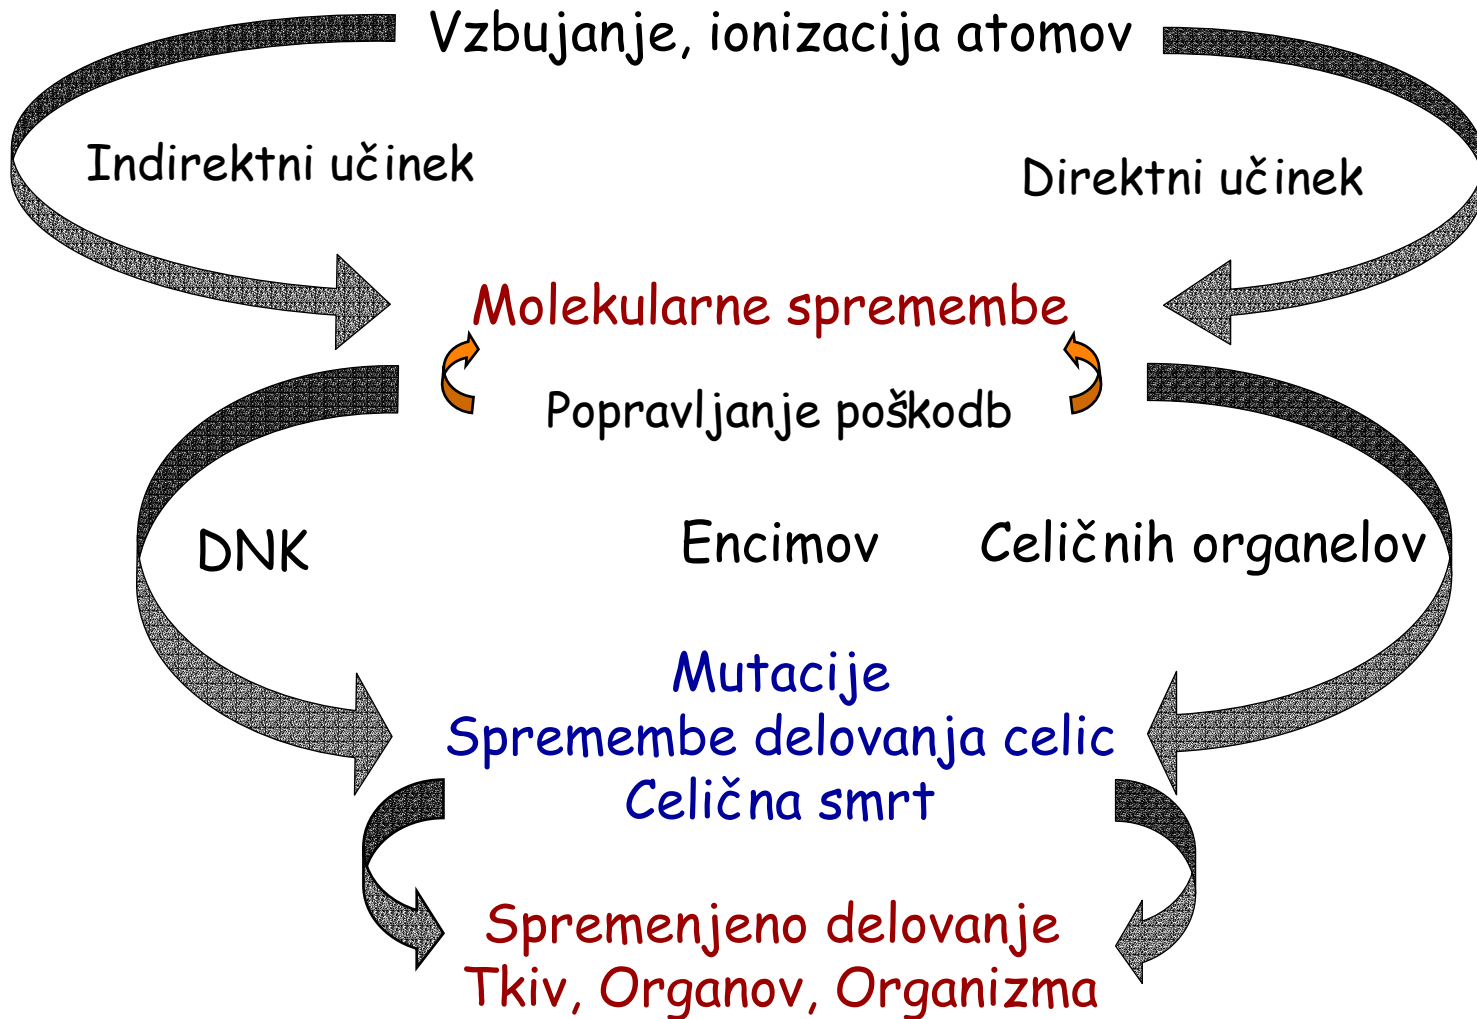 Vzbujanje, ionizacija atomov
Indirektni učinek
Direktni učinek
Molekularne spremembe
Popravljanje poškodb
DNK
Encimov
Celičnih organelov
Mutacije
Spremembe delovanja celic
Celična smrt
Spremenjeno delovanje
Tkiv, Organov, Organizma